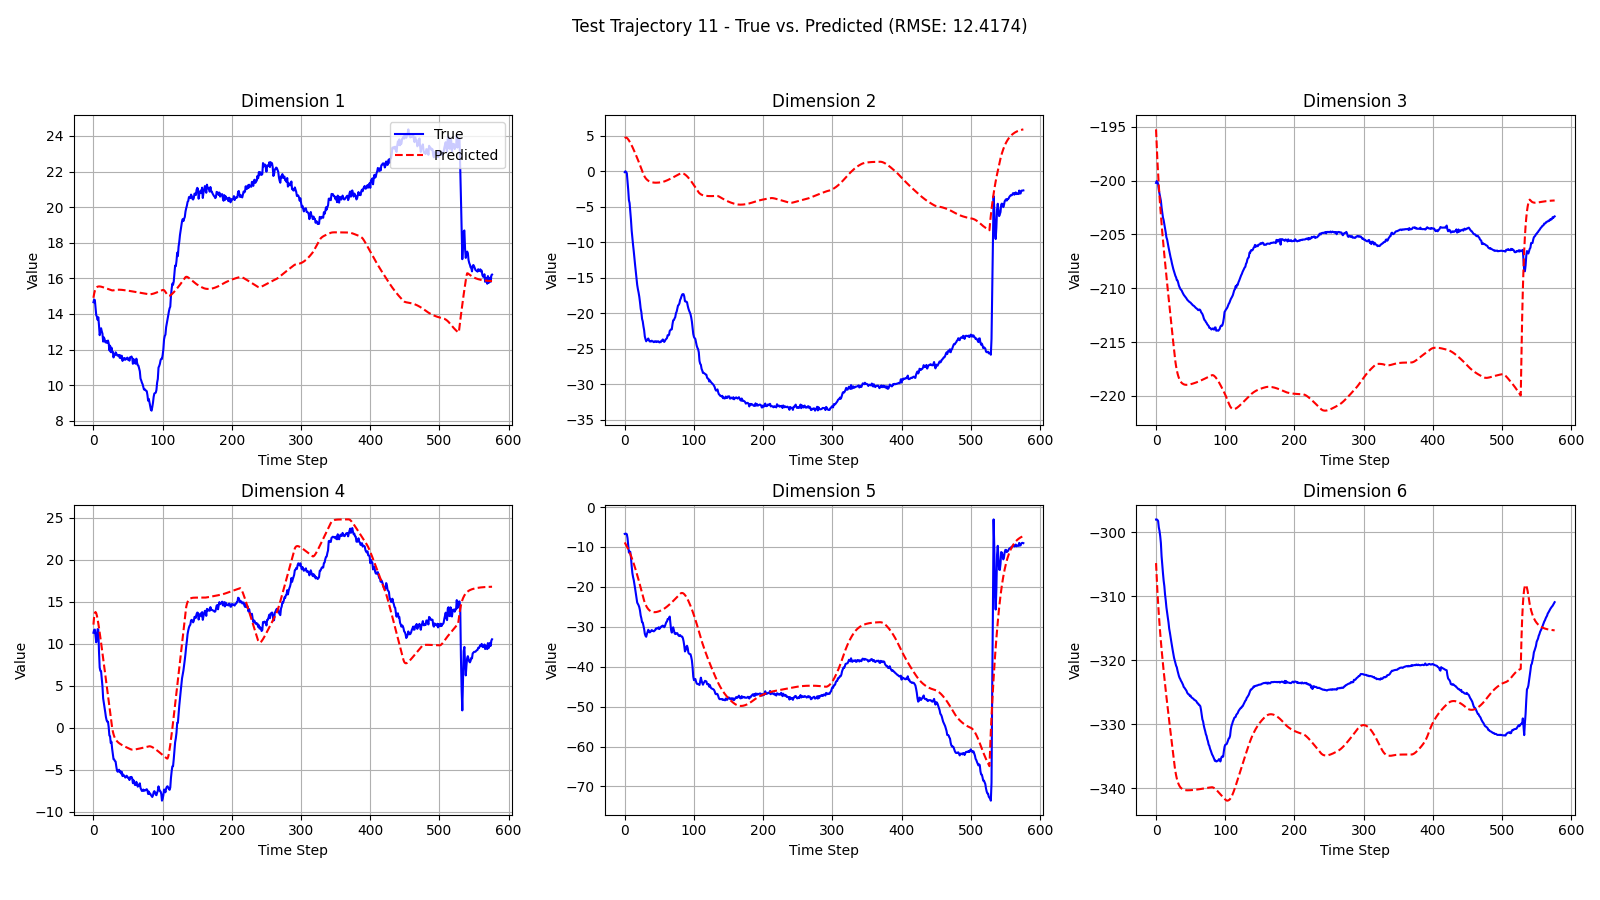 Test Trajectory 11 - True vs. Predicted (RMSE: 12.4174)
Dimension 1
24
22
20
18
16
14
12
10
8
Value
0 100 200 300 400 500 600
Time Step
True
Predicted
Dimension 2
5
0
−5
−10
−15
−20
−25
−30
−35
Value
0 100 200 300 400 500 600
Time Step
Dimension 3
−195
−200
−205
−210
−215
−220
Value
0 100 200 300 400 500 600
Time Step
Dimension 4
25
20
15
10
5
0
−5
−10
Value
0 100 200 300 400 500 600
Time Step
Dimension 5
0
−10
−20
−30
−40
−50
−60
−70
Value
0 100 200 300 400 500 600
Time Step
Dimension 6
−300
−310
−320
−330
−340
Value
0 100 200 300 400 500 600
Time Step